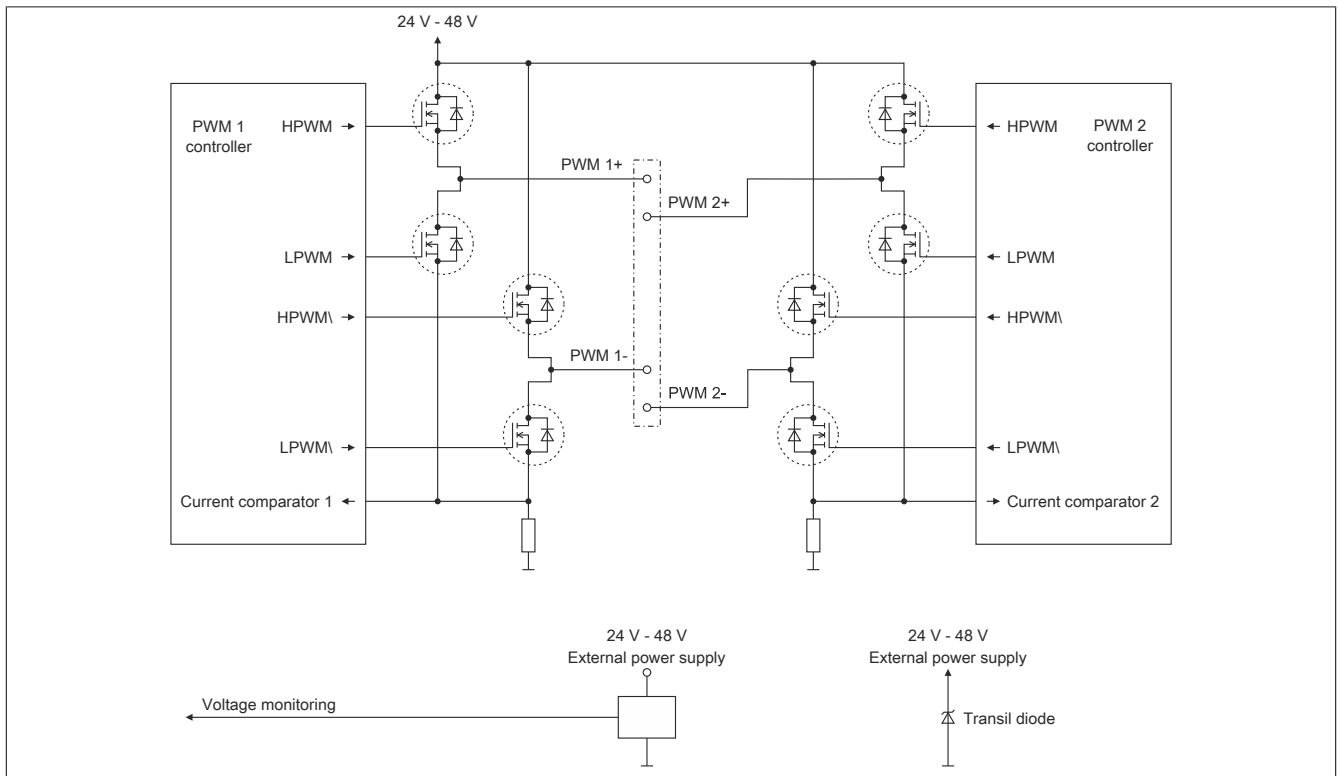 24 V - 48 V
PWM 1
controller
HPWM
LPWM
HPWM\
LPWM\
Current comparator 1
PWM 1+
PWM 2+
PWM 1-
PWM 2-
HPWM
PWM 2
controller
LPWM
HPWM\
LPWM\
Current comparator 2
24 V - 48 V
External power supply
Voltage monitoring
24 V - 48 V
External power supply
Transil diode